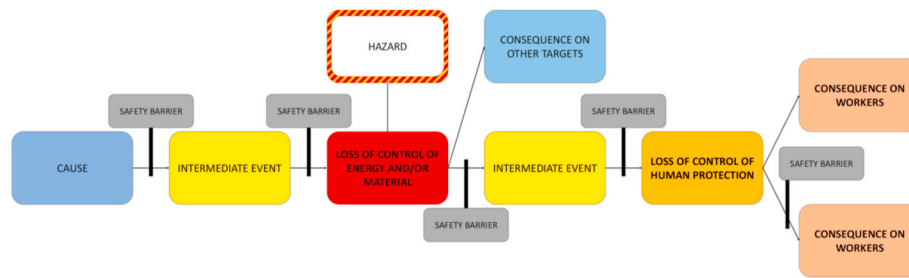 HAZARD
CONSEQUENCE ON
OTHER TARGETS
SAFETY BARRIER
SAFETY BARRIER
SAFETY BARRIER
CONSEQUENCE ON
WORKERS
CAUSE
INTERMEDIATE EVENT
LOSS OF CONTROL OF
ENERGY AND/OR
MATERIAL
INTERMEDIATE EVENT
LOSS OF CONTROL OF
HUMAN PROTECTION
SAFETY BARRIER
SAFETY BARRIER
CONSEQUENCE ON
WORKERS